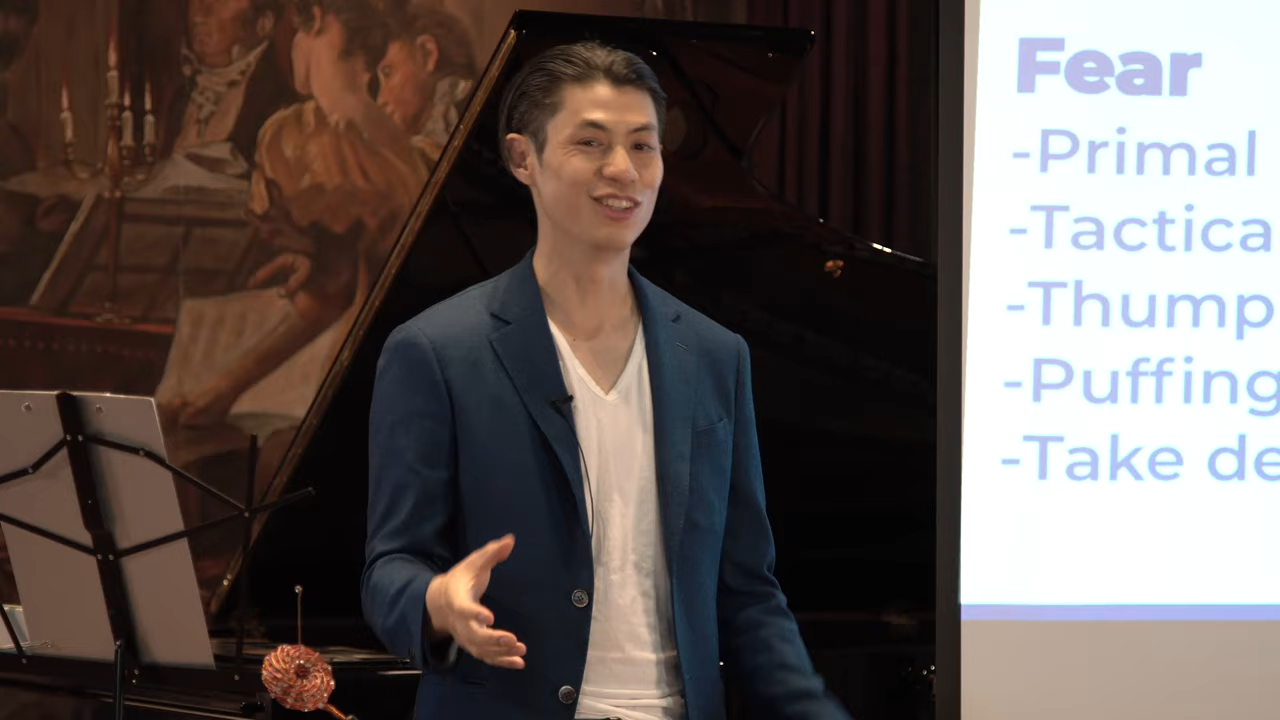 Fear
-Primal
-Tactica
-Thump
-Puffing
-Take de